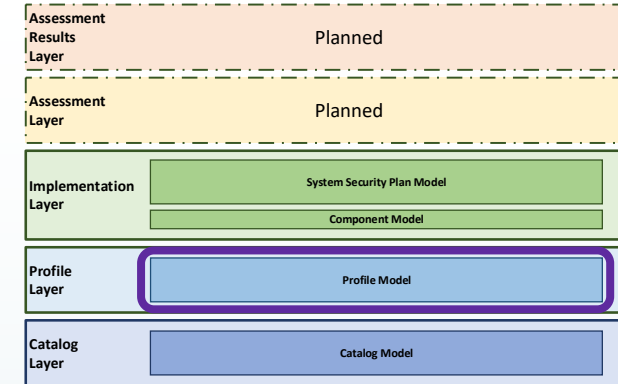 Assessment
Results
Layer
Planned
Assessment
Layer
Planned
Implementation
Layer
System Security Plan Model
Component Model
Profile
Layer
Profile Model
Catalog
Layer
Catalog Model